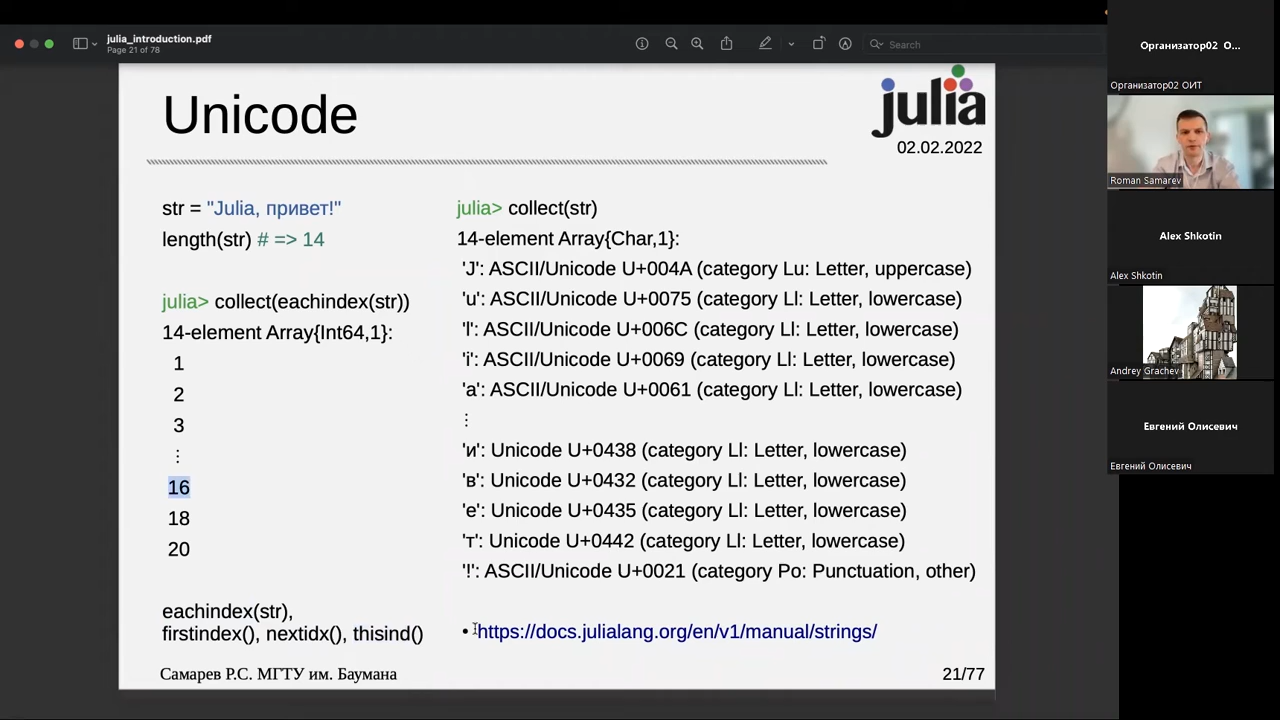 julia_introduction.pdf
Page 21 of 78
Search
Unicode
julia
02.02.2022
str = "Julia, привет!"
length(str) # => 14
julia> collect(eachindex(str))
14-element Array{Int64,1}:
1
2
3
⋮
16
18
20
eachindex(str),
firstindex(), nextidx(), thisind()
julia> collect(str)
14-element Array{Char,1}:
'J': ASCII/Unicode U+004A (category Lu: Letter, uppercase)
'u': ASCII/Unicode U+0075 (category Ll: Letter, lowercase)
'l': ASCII/Unicode U+006C (category Ll: Letter, lowercase)
'i': ASCII/Unicode U+0069 (category Ll: Letter, lowercase)
'a': ASCII/Unicode U+0061 (category Ll: Letter, lowercase)
⋮
'и': Unicode U+0438 (category Ll: Letter, lowercase)
'в': Unicode U+0432 (category Ll: Letter, lowercase)
'е': Unicode U+0435 (category Ll: Letter, lowercase)
'т': Unicode U+0442 (category Ll: Letter, lowercase)
'!': ASCII/Unicode U+0021 (category Po: Punctuation, other)
• https://docs.julialang.org/en/v1/manual/strings/
Самарев Р.С. МГТУ им. Баумана
21/77
Организатор02 О...
Организатор02 ОИТ
Roman Samarev
Alex Shkotin
Alex Shkotin
Andrey Grachev
Евгений Олисевич
Евгений Олисевич